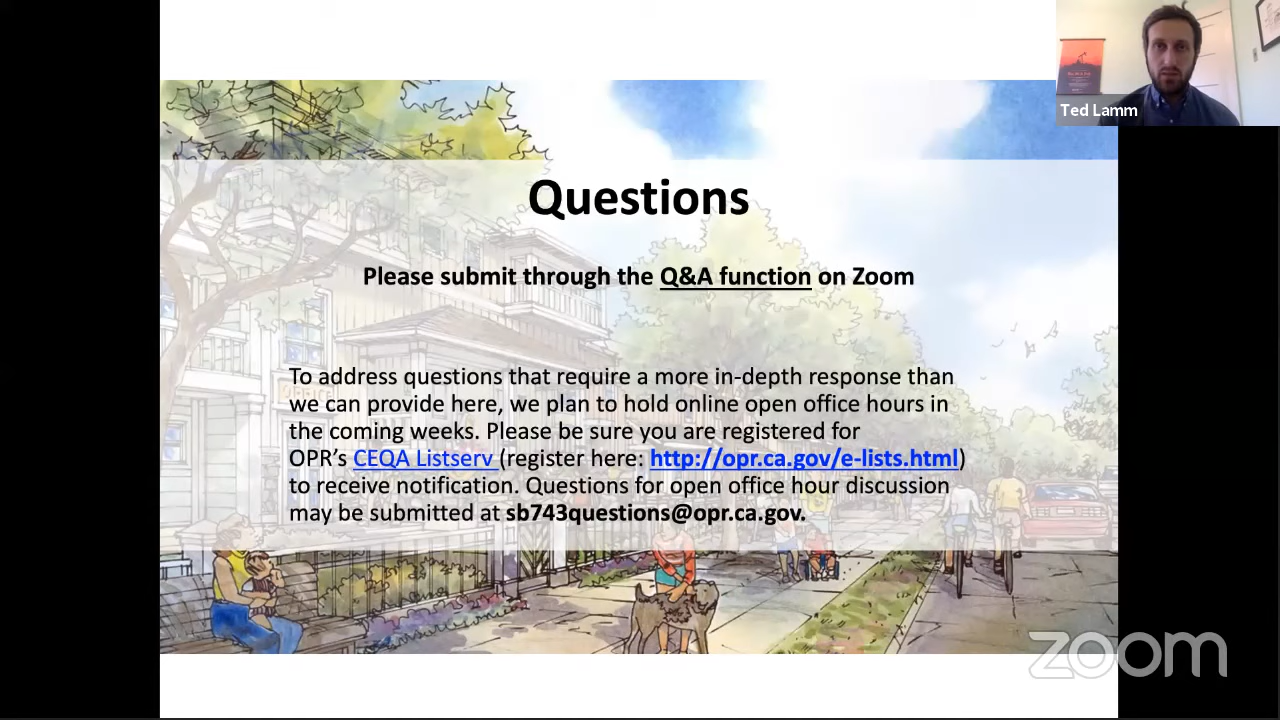 Ted Lamm
Questions
Please submit through the Q&A function on Zoom
To address questions that require a more in-depth response than
we can provide here, we plan to hold online open office hours in
the coming weeks. Please be sure you are registered for
OPR’s CEQA Listserv (register here: http://opr.ca.gov/e-lists.html)
to receive notification. Questions for open office hour discussion
may be submitted at sb743questions@opr.ca.gov.
zoom